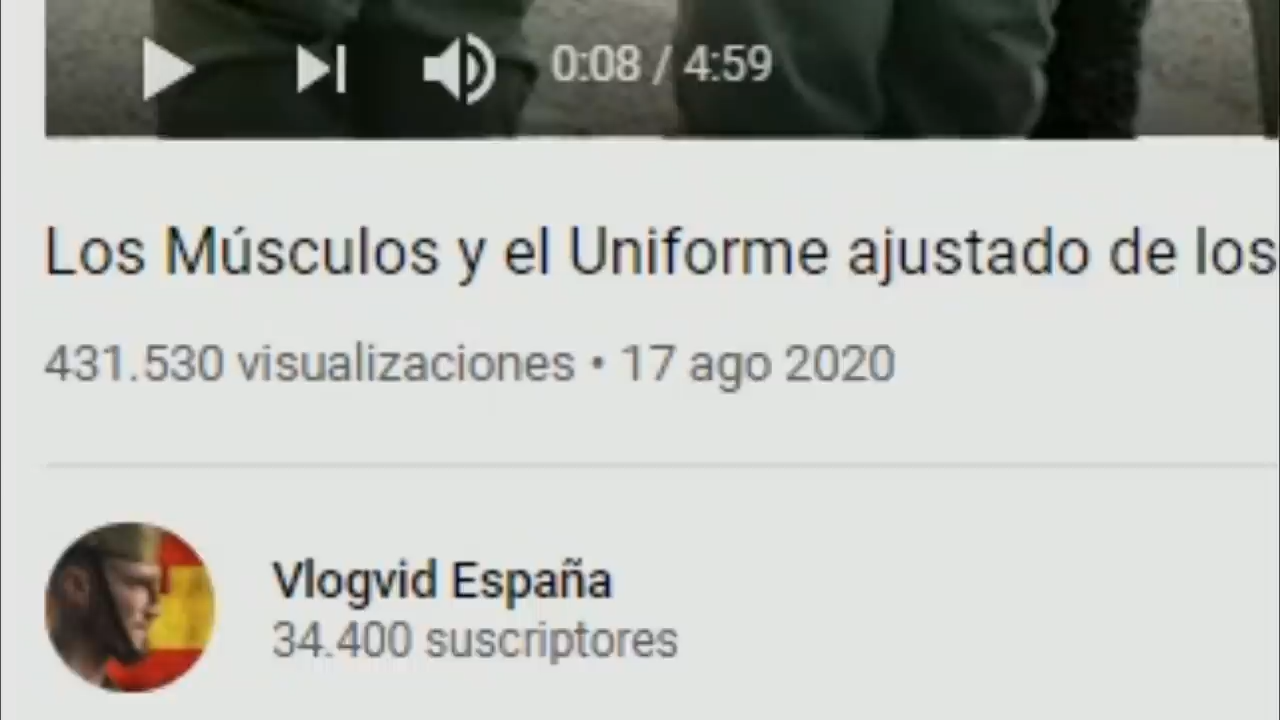 0:08 / 4:59
Los Músculos y el Uniforme ajustado de los
431.530 visualizaciones • 17 ago 2020
Vlogvid España
34.400 suscriptores